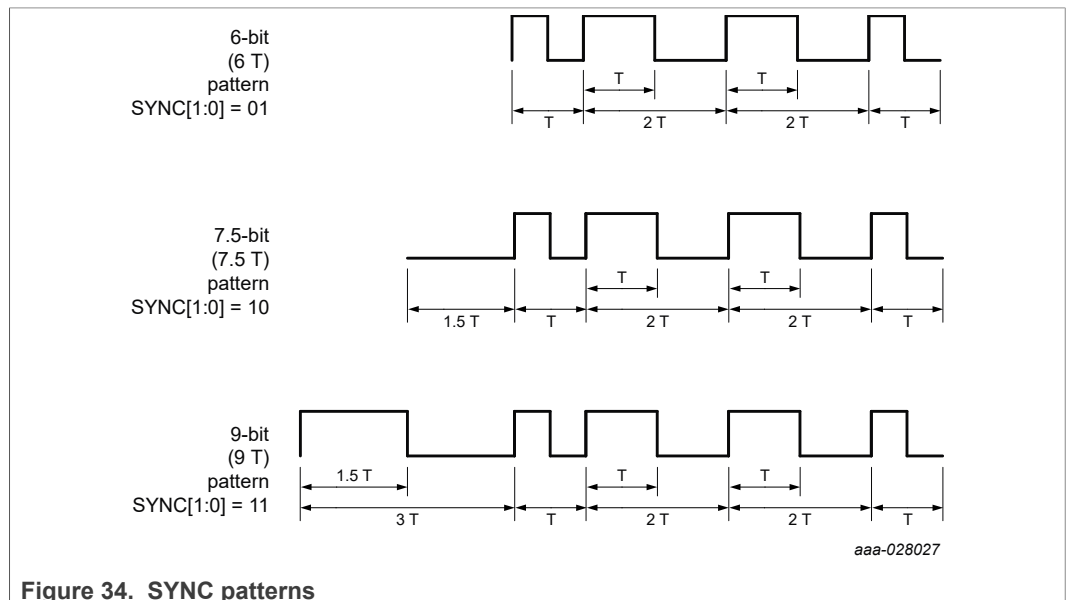 6-bit
(6 T)
pattern
SYNC[1:0] = 01
T
T
T
2 T
2 T
T
7.5-bit
(7.5 T)
pattern
SYNC[1:0] = 10
T
T
1.5 T
T
2 T
2 T
T
9-bit
(9 T)
pattern
SYNC[1:0] = 11
1.5 T
T
T
3 T
T
2 T
2 T
T
aaa-028027
Figure 34. SYNC patterns